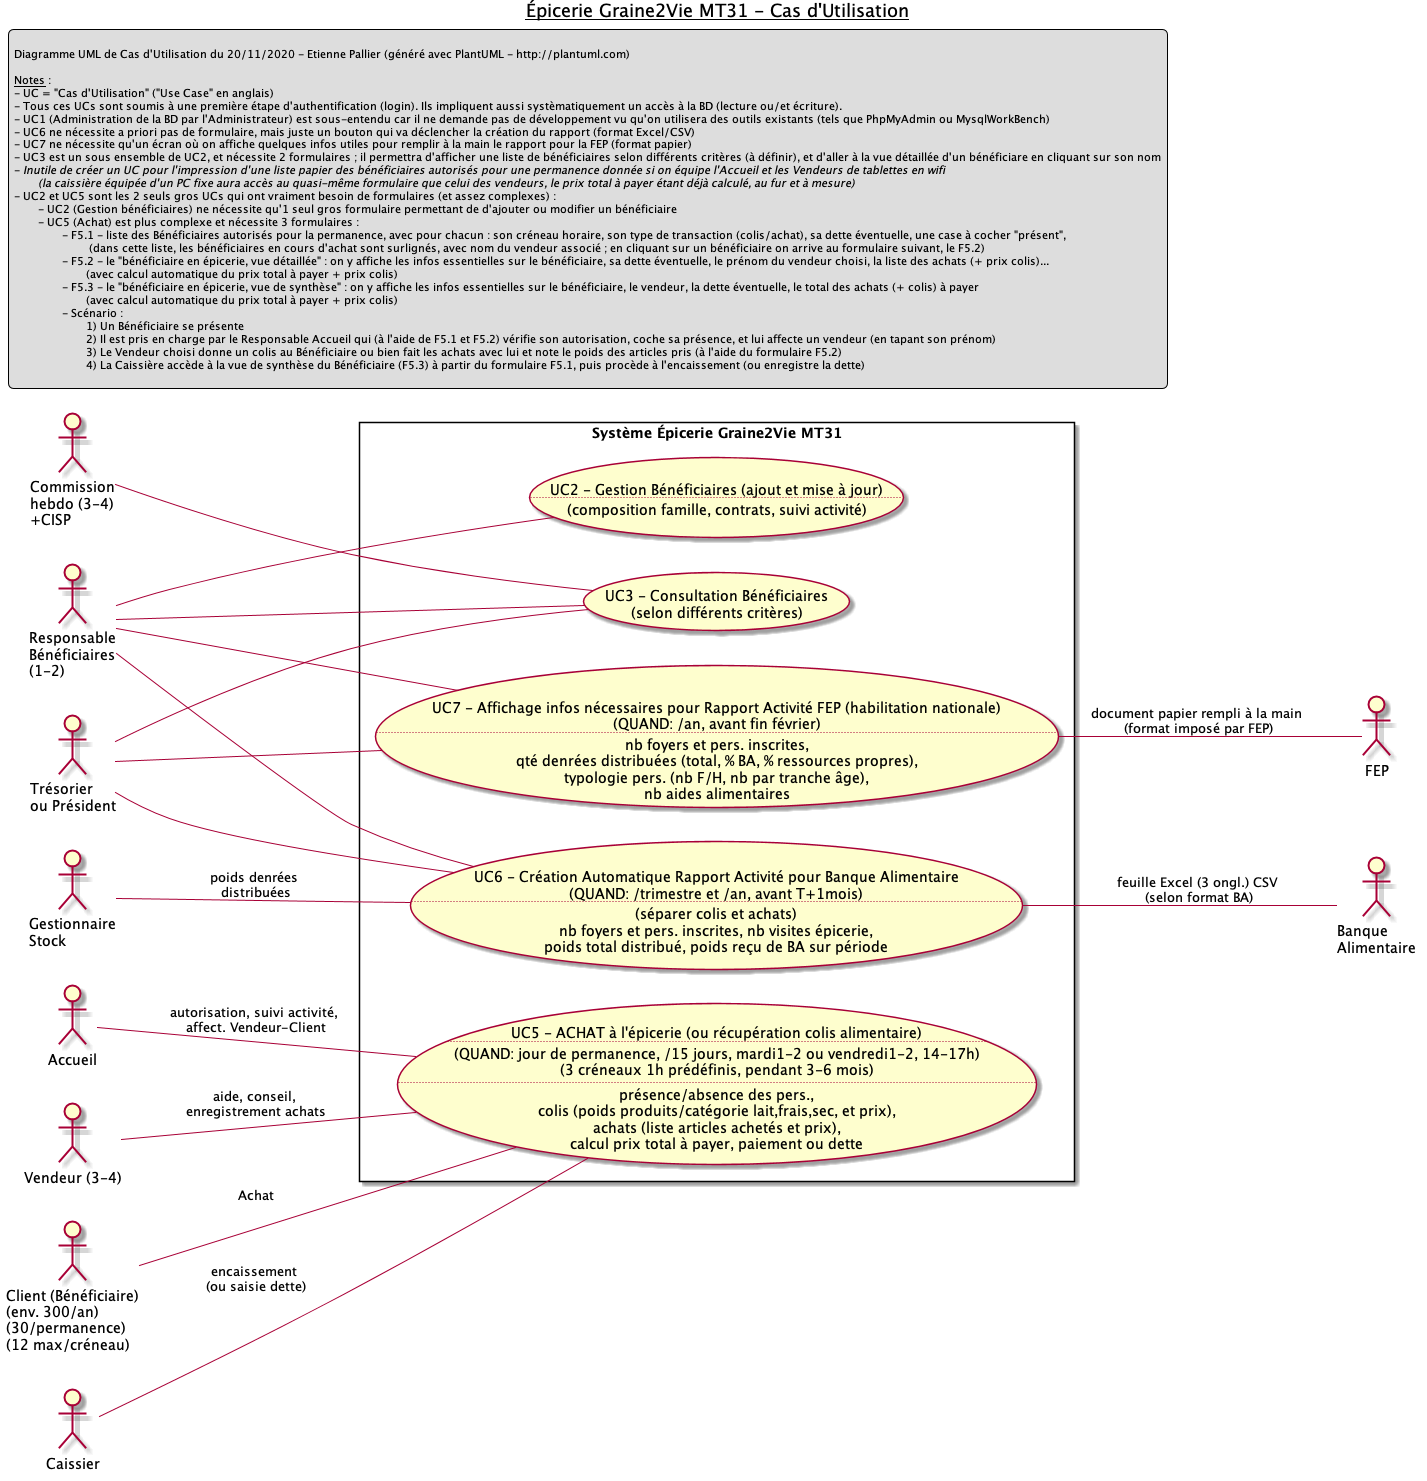 Épicerie Graine2Vie MT31 - Cas d'Utilisation
Diagramme UML de Cas d'Utilisation du 20/11/2020 - Etienne Pallier (généré avec PlantUML - http://plantuml.com)
Notes :
- UC = "Cas d'Utilisation" ("Use Case" en anglais)
- Tous ces UCs sont soumis à une première étape d'authentification (login). Ils impliquent aussi systèmatiquement un accès à la BD (lecture ou/et écriture).
- UC1 (Administration de la BD par l'Administrateur) est sous-entendu car il ne demande pas de développement vu qu'on utilisera des outils existants (tels que PhpMyAdmin ou MysqlWorkBench)
- UC6 ne nécessite a priori pas de formulaire, mais juste un bouton qui va déclencher la création du rapport (format Excel/CSV)
- UC7 ne nécessite qu'un écran où on affiche quelques infos utiles pour remplir à la main le rapport pour la FEP (format papier)
- UC3 est un sous ensemble de UC2, et nécessite 2 formulaires ; il permettra d'afficher une liste de bénéficiaires selon différents critères (à définir), et d'aller à la vue détaillée d'un bénéficiaire en cliquant sur son nom
- Inutile de créer un UC pour l'impression d'une liste papier des bénéficiaires autorisés pour une permanence donnée si on équipe l'Accueil et les Vendeurs de tablettes en wifi
(la caissière équipée d'un PC fixe aura accès au quasi-même formulaire que celui des vendeurs, le prix total à payer étant déjà calculé, au fur et à mesure)
- UC2 et UC5 sont les 2 seuls gros UCs qui ont vraiment besoin de formulaires (et assez complexes) :
- UC2 (Gestion bénéficiaires) ne nécessite qu'1 seul gros formulaire permettant de d'ajouter ou modifier un bénéficiaire
- UC5 (Achat) est plus complexe et nécessite 3 formulaires :
- F5.1 - liste des Bénéficiaires autorisés pour la permanence, avec pour chacun : son créneau horaire, son type de transaction (colis/achat), sa dette éventuelle, une case à cocher "présent",
(dans cette liste, les bénéficiaires en cours d'achat sont surlignés, avec nom du vendeur associé ; en cliquant sur un bénéficiaire on arrive au formulaire suivant, le F5.2)
- F5.2 - le "bénéficiaire en épicerie, vue détaillée" : on y affiche les infos essentielles sur le bénéficiaire, sa dette éventuelle, le prénom du vendeur choisi, la liste des achats (+ prix colis)...
(avec calcul automatique du prix total à payer + prix colis)
- F5.3 - le "bénéficiaire en épicerie, vue de synthèse" : on y affiche les infos essentielles sur le bénéficiaire, le vendeur, la dette éventuelle, le total des achats (+ colis) à payer
(avec calcul automatique du prix total à payer + prix colis)
- Scénario :
1) Un Bénéficiaire se présente
2) Il est pris en charge par le Responsable Accueil qui (à l'aide de F5.1 et F5.2) vérifie son autorisation, coche sa présence, et lui affecte un vendeur (en tapant son prénom)
3) Le Vendeur choisi donne un colis au Bénéficiaire ou bien fait les achats avec lui et note le poids des articles pris (à l'aide du formulaire F5.2)
4) La Caissière accède à la vue de synthèse du Bénéficiaire (F5.3) à partir du formulaire F5.1, puis procède à l'encaissement (ou enregistre la dette)
Système Épicerie Graine2Vie MT31
Commission
hebdo (3-4)
+CISP
UC2 - Gestion Bénéficiaires (ajout et mise à jour)
(composition famille, contrats, suivi activité)
UC3 - Consultation Bénéficiaires
(selon différents critères)
Responsable
Bénéficiaires
(1-2)
UC7 - Affichage infos nécessaires pour Rapport Activité FEP (habilitation nationale)
(QUAND: /an, avant fin février)
nb foyers et pers. inscrites,
qté denrées distribuées (total, % BA, % ressources propres),
typologie pers. (nb F/H, nb par tranche âge),
nb aides alimentaires
document papier rempli à la main
(format imposé par FEP)
FEP
Trésorier
ou Président
UC6 - Création Automatique Rapport Activité pour Banque Alimentaire
(QUAND: /trimestre et /an, avant T+1mois)
(séparer colis et achats)
nb foyers et pers. inscrites, nb visites épicerie,
poids total distribué, poids reçu de BA sur période
poids denrées
distribuées
feuille Excel (3 ongl.) CSV
(selon format BA)
Gestionnaire
Stock
Banque
Alimentaire
autorisation, suivi activité,
affect. Vendeur-Client
Accueil
UC5 - ACHAT à l'épicerie (ou récupération colis alimentaire)
(QUAND: jour de permanence, /15 jours, mardi1-2 ou vendredi1-2, 14-17h)
(3 créneaux 1h prédéfinis, pendant 3-6 mois)
présence/absence des pers.,
colis (poids produits/catégorie lait,frais,sec, et prix),
achats (liste articles achetés et prix),
calcul prix total à payer, paiement ou dette
aide, conseil,
enregistrement achats
Vendeur (3-4)
Achat
Client (Bénéficiaire)
(env. 300/an)
(30/permanence)
(12 max/créneau)
encaissement
(ou saisie dette)
Caissier